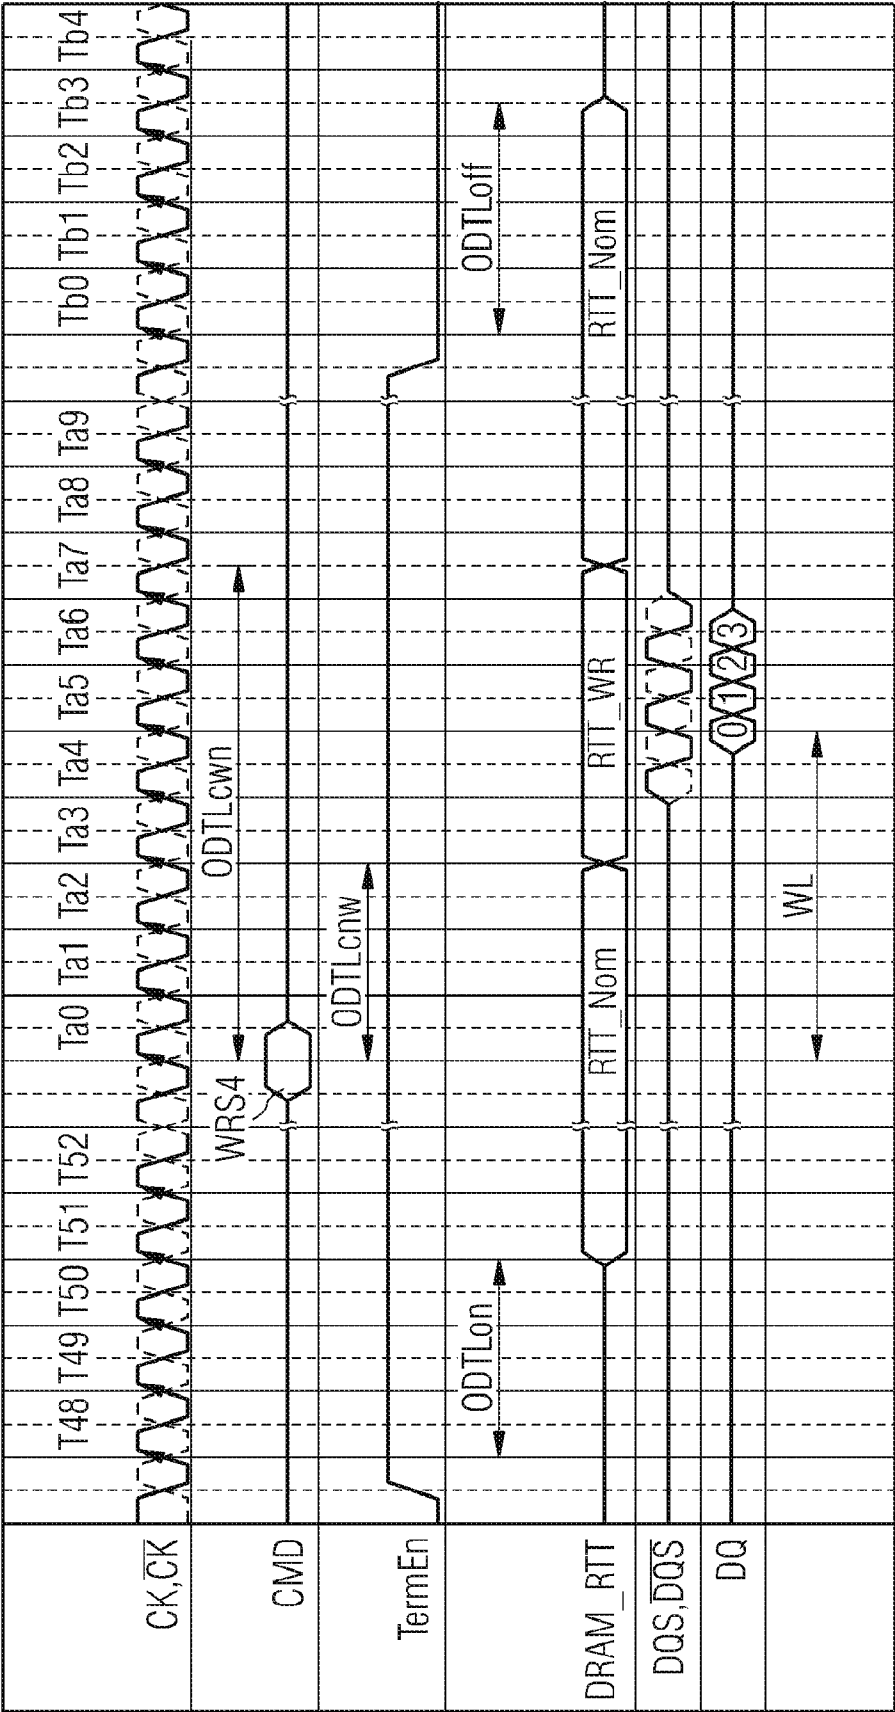 T48 T49 T50 T51 T52 Ta0 Ta1 Ta2 Ta3 Ta4 Ta5 Ta6 Ta7 Ta8 Ta9 Tb0 Tb1 Tb2 Tb3 Tb4
CK,C̅K̅
WRS4
ODTLcwn
CMD
ODTLcnw
TermEn
ODTLon
ODTLoff
DRAM_RTT
RTT_Nom
RTT_WR
RTT_Nom
DQS,D̅Q̅S̅
DQ
0 1 2 3
WL